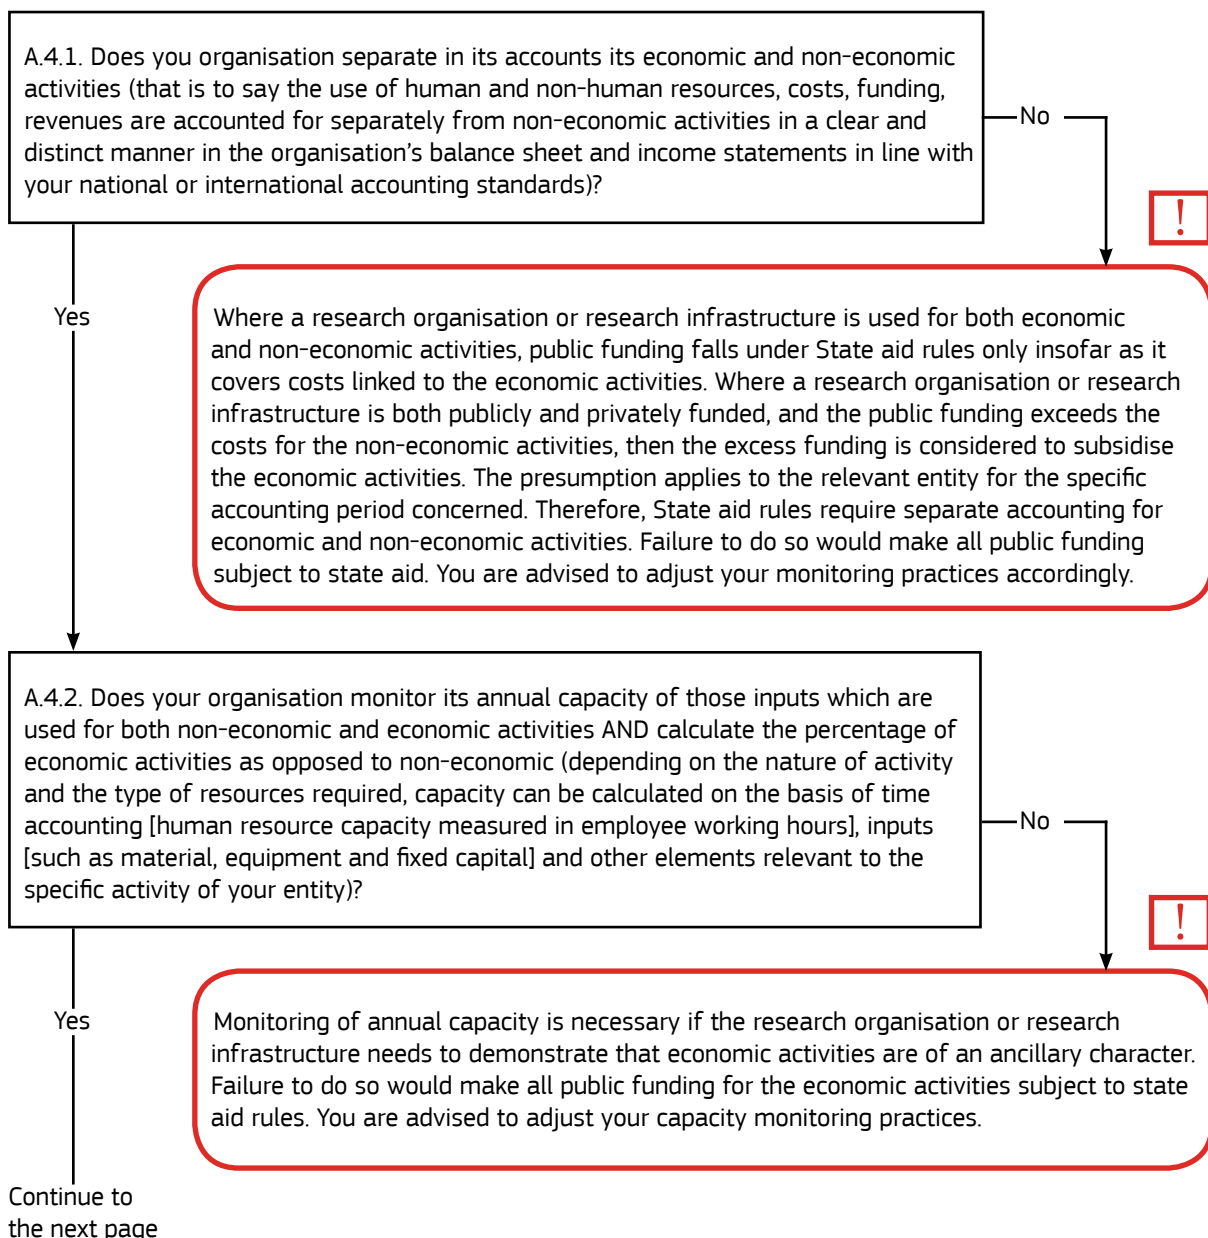 A.4.1. Does you organisation separate in its accounts its economic and non-economic
activities (that is to say the use of human and non-human resources, costs, funding,
revenues are accounted for separately from non-economic activities in a clear and
distinct manner in the organisation's balance sheet and income statements in line with
your national or international accounting standards)?
No
!
Yes
Where a research organisation or research infrastructure is used for both economic
and non-economic activities, public funding falls under State aid rules only insofar as it
covers costs linked to the economic activities. Where a research organisation or research
infrastructure is both publicly and privately funded, and the public funding exceeds the
costs for the non-economic activities, then the excess funding is considered to subsidise
the economic activities. The presumption applies to the relevant entity for the specific
accounting period concerned. Therefore, State aid rules require separate accounting for
economic and non-economic activities. Failure to do so would make all public funding
subject to state aid. You are advised to adjust your monitoring practices accordingly.
A.4.2. Does your organisation monitor its annual capacity of those inputs which are
used for both non-economic and economic activities AND calculate the percentage of
economic activities as opposed to non-economic (depending on the nature of activity
and the type of resources required, capacity can be calculated on the basis of time
accounting [human resource capacity measured in employee working hours], inputs
[such as material, equipment and fixed capital] and other elements relevant to the
specific activity of your entity)?
No
!
Yes
Monitoring of annual capacity is necessary if the research organisation or research
infrastructure needs to demonstrate that economic activities are of an ancillary character.
Failure to do so would make all public funding for the economic activities subject to state
aid rules. You are advised to adjust your capacity monitoring practices.
Continue to
the next page